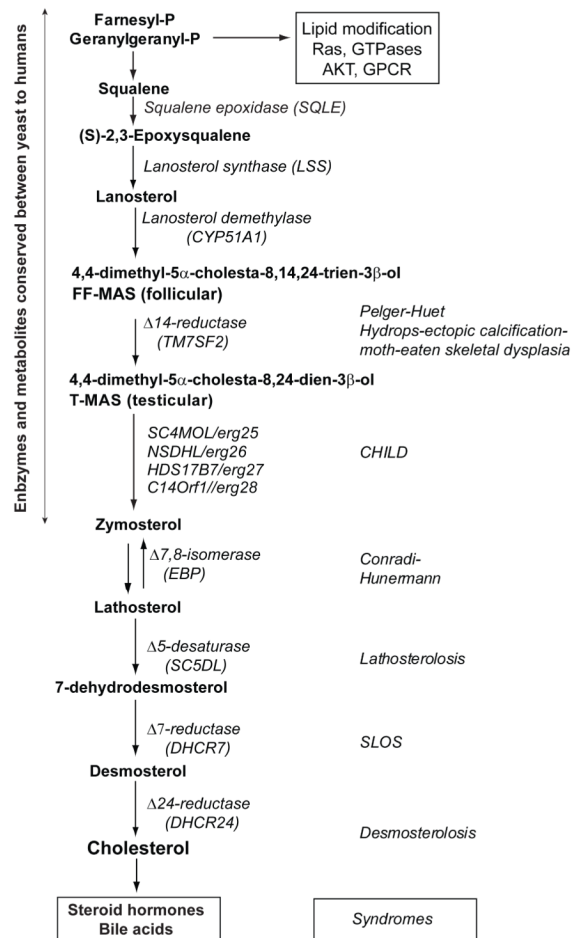 Enbzymes and metabolites conserved between yeast to humans
Farnesyl-P
Geranylgeranyl-P
Lipid modification
Ras, GTPases
AKT, GPCR
Squalene
Squalene epoxidase (SQLE)
(S)-2,3-Epoxysqualene
Lanosterol synthase (LSS)
Lanosterol
Lanosterol demethylase
(CYP51A1)
4,4-dimethyl-5α-cholesta-8,14,24-trien-3β-ol
FF-MAS (follicular)
Δ14-reductase
(TM7SF2)
Pelger-Huet
Hydrops-ectopic calcification-
moth-eaten skeletal dysplasia
4,4-dimethyl-5α-cholesta-8,24-dien-3β-ol
T-MAS (testicular)
SC4MOL/erg25
NSDHL/erg26
HDS17B7/erg27
C14Orf1//erg28
CHILD
Zymosterol
Δ7,8-isomerase
(EBP)
Conradi-
Hunermann
Lathosterol
Δ5-desaturase
(SC5DL)
Lathosterolosis
7-dehydrodesmosterol
Δ7-reductase
(DHCR7)
SLOS
Desmosterol
Δ24-reductase
(DHCR24)
Desmosterolosis
Cholesterol
Steroid hormones
Bile acids
Syndromes